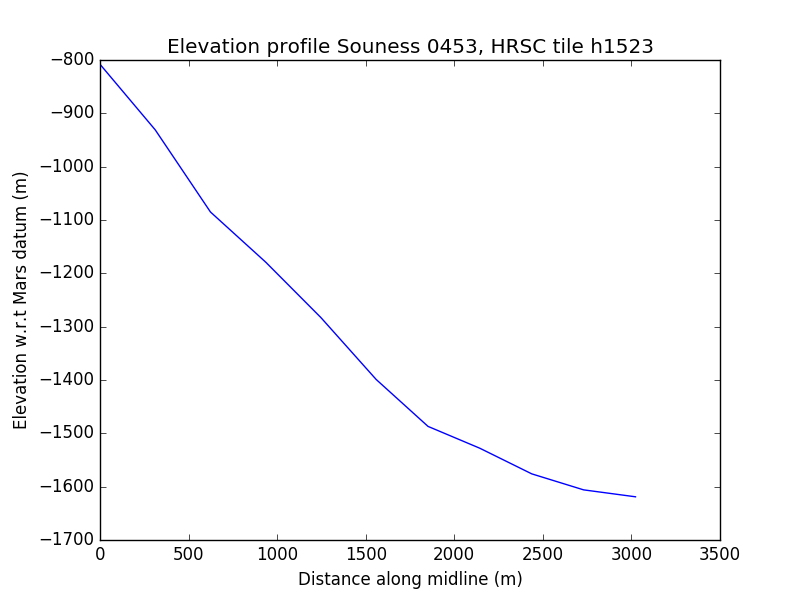 Elevation profile Souness 0453, HRSC tile h1523
Elevation w.r.t Mars datum (m)
−800
−900
−1000
−1100
−1200
−1300
−1400
−1500
−1600
−1700
0 500 1000 1500 2000 2500 3000 3500
Distance along midline (m)